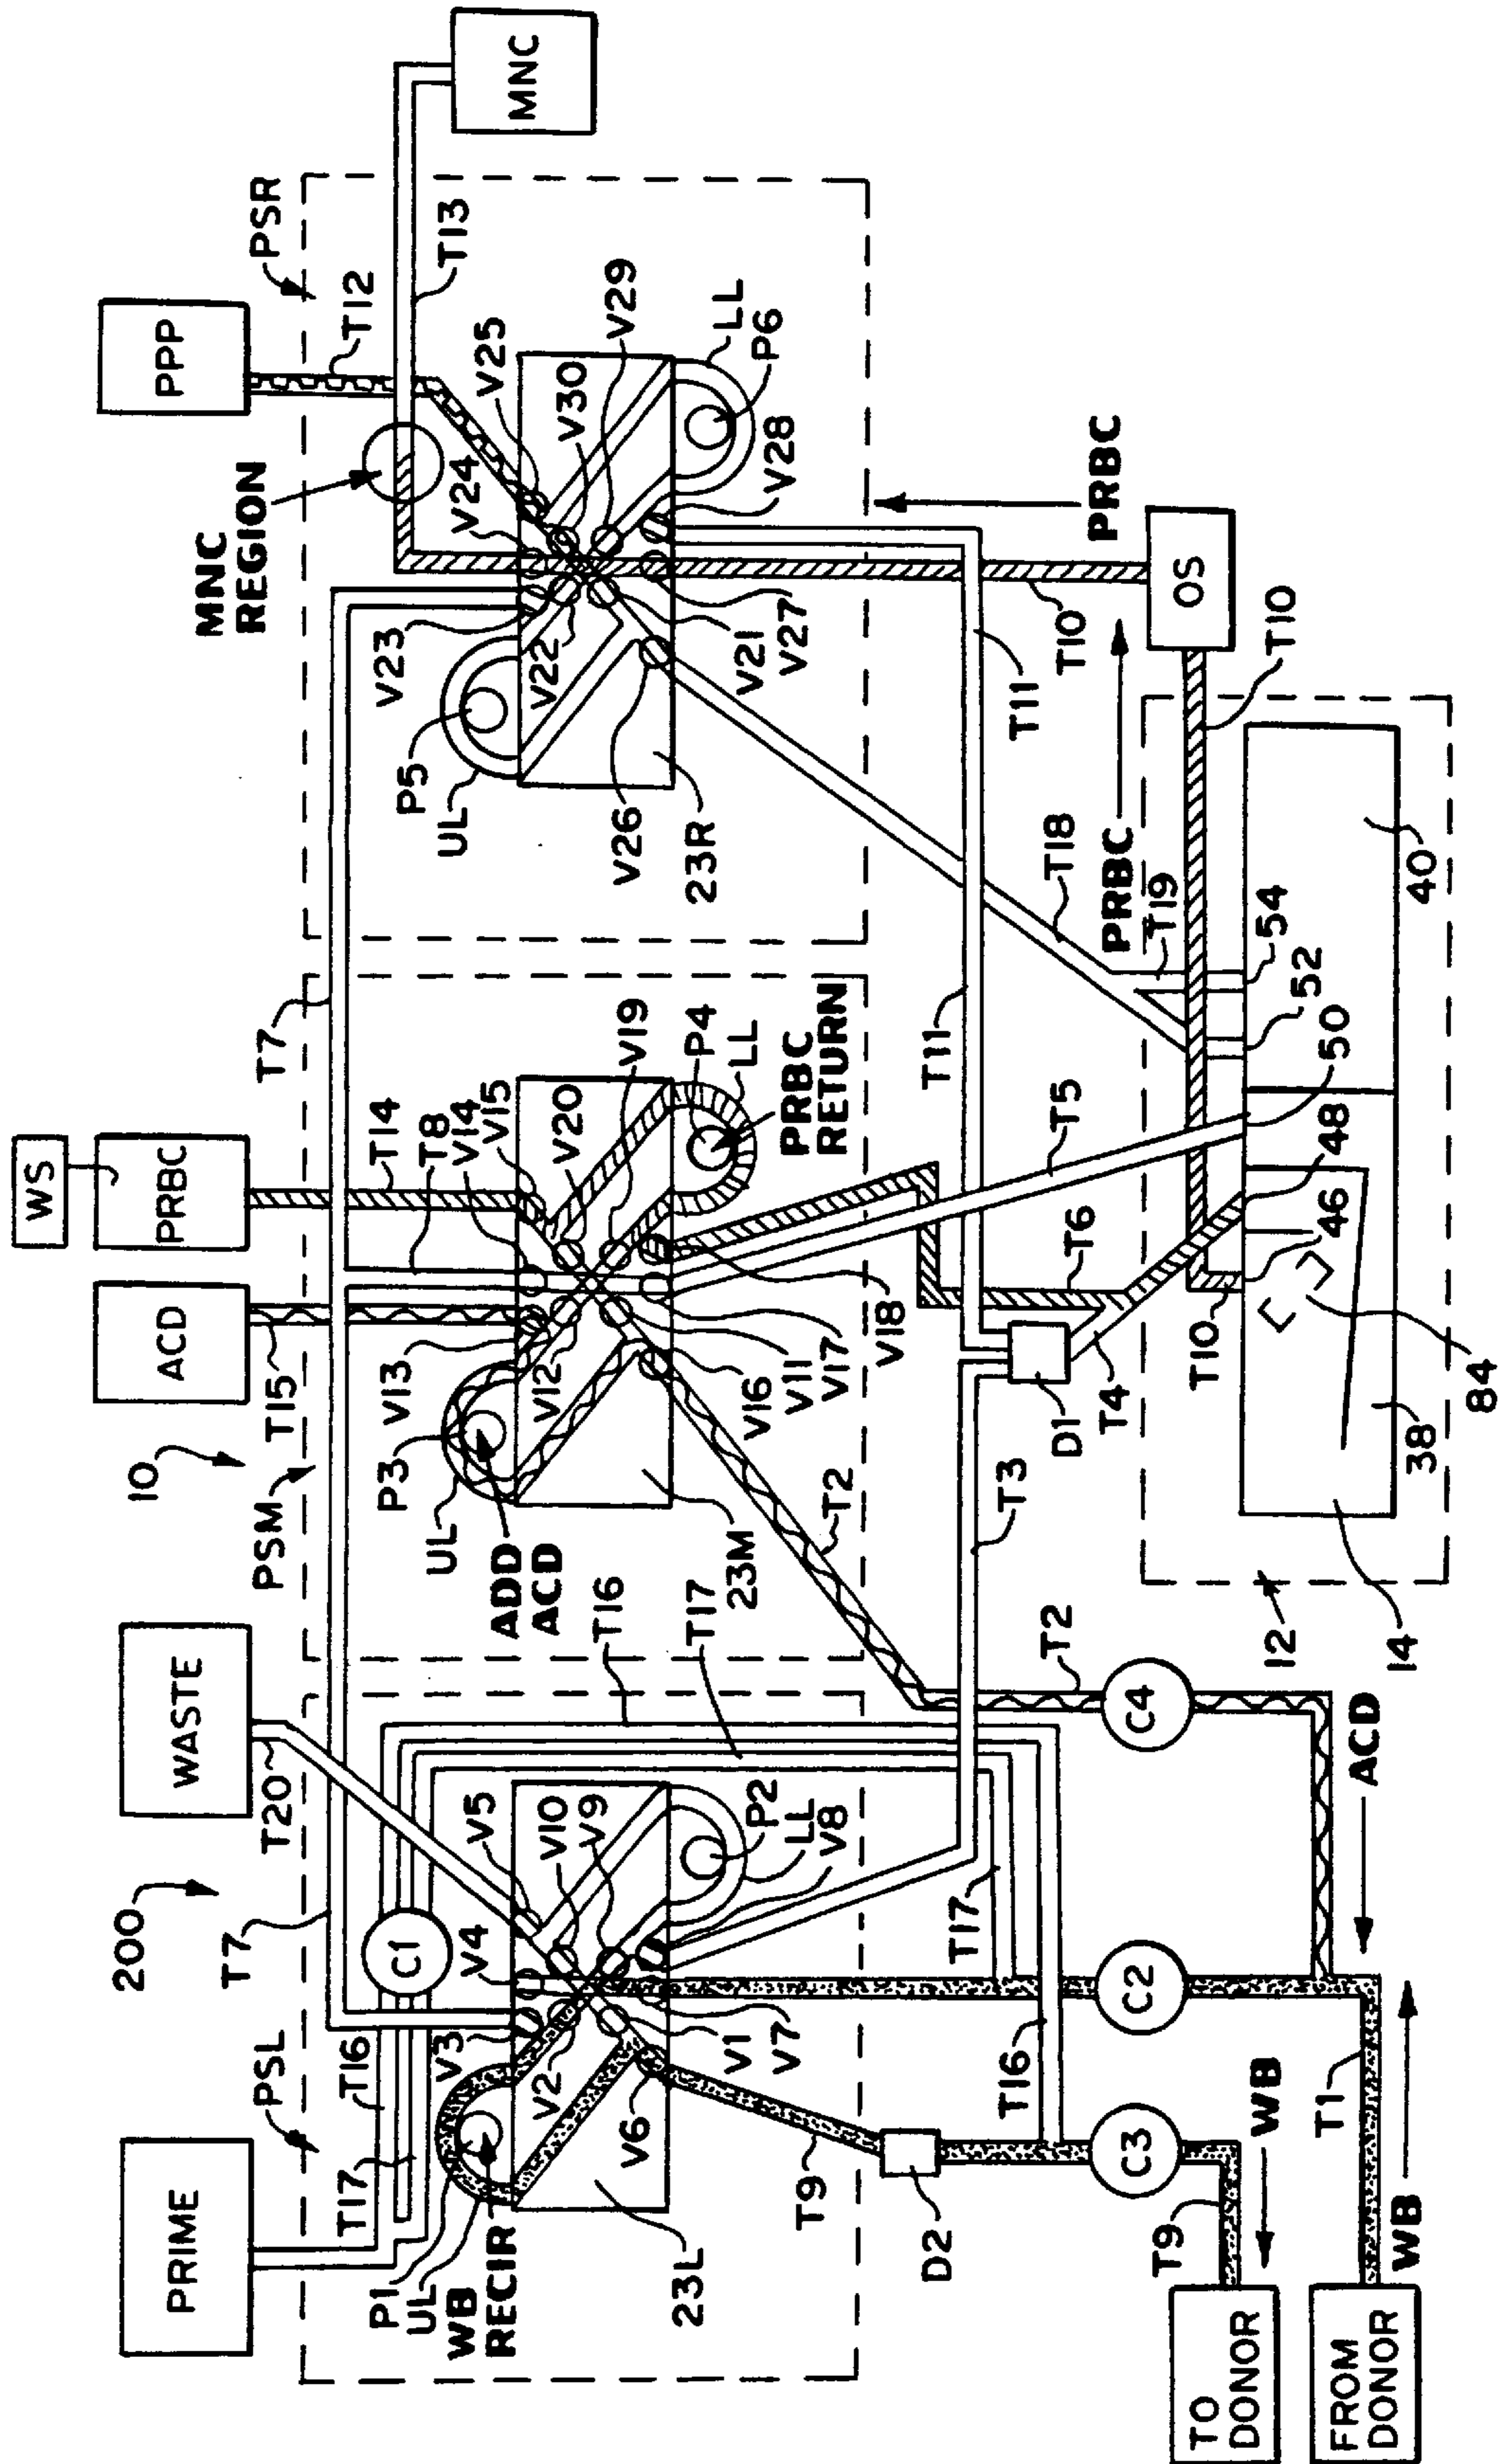 PRIME
WASTE
ACD
PRBC
WS
PPP
MNC
200
10
T7
T20
PSL
T16
T17
C1
P1
UL
WB
RECIR
V3
V4
V5
V2
V10
V9
V1
V7
V6
V8
P2
LL
23L
T9
D2
T16
T17
T16
T17
C3
C2
C4
T9
WB
TO
DONOR
FROM
DONOR
T1
WB
ACD
T2
T2
T3
PSM
T15
T14
T8
T7
P3
UL
ADD
ACD
V13
V14
V15
V12
V20
V19
V11
V16
V17
V18
P4
LL
PRBC
RETURN
23M
T7
MNC
REGION
PSR
T12
T13
P5
UL
V23
V24
V25
V22
V30
V29
V21
V26
V27
V28
LL
P6
23R
T11
T11
T10
PRBC
PRBC
OS
T10
T18
T19
T5
T6
T4
D1
T10
46
48
50
52
54
12
14
38
84
40